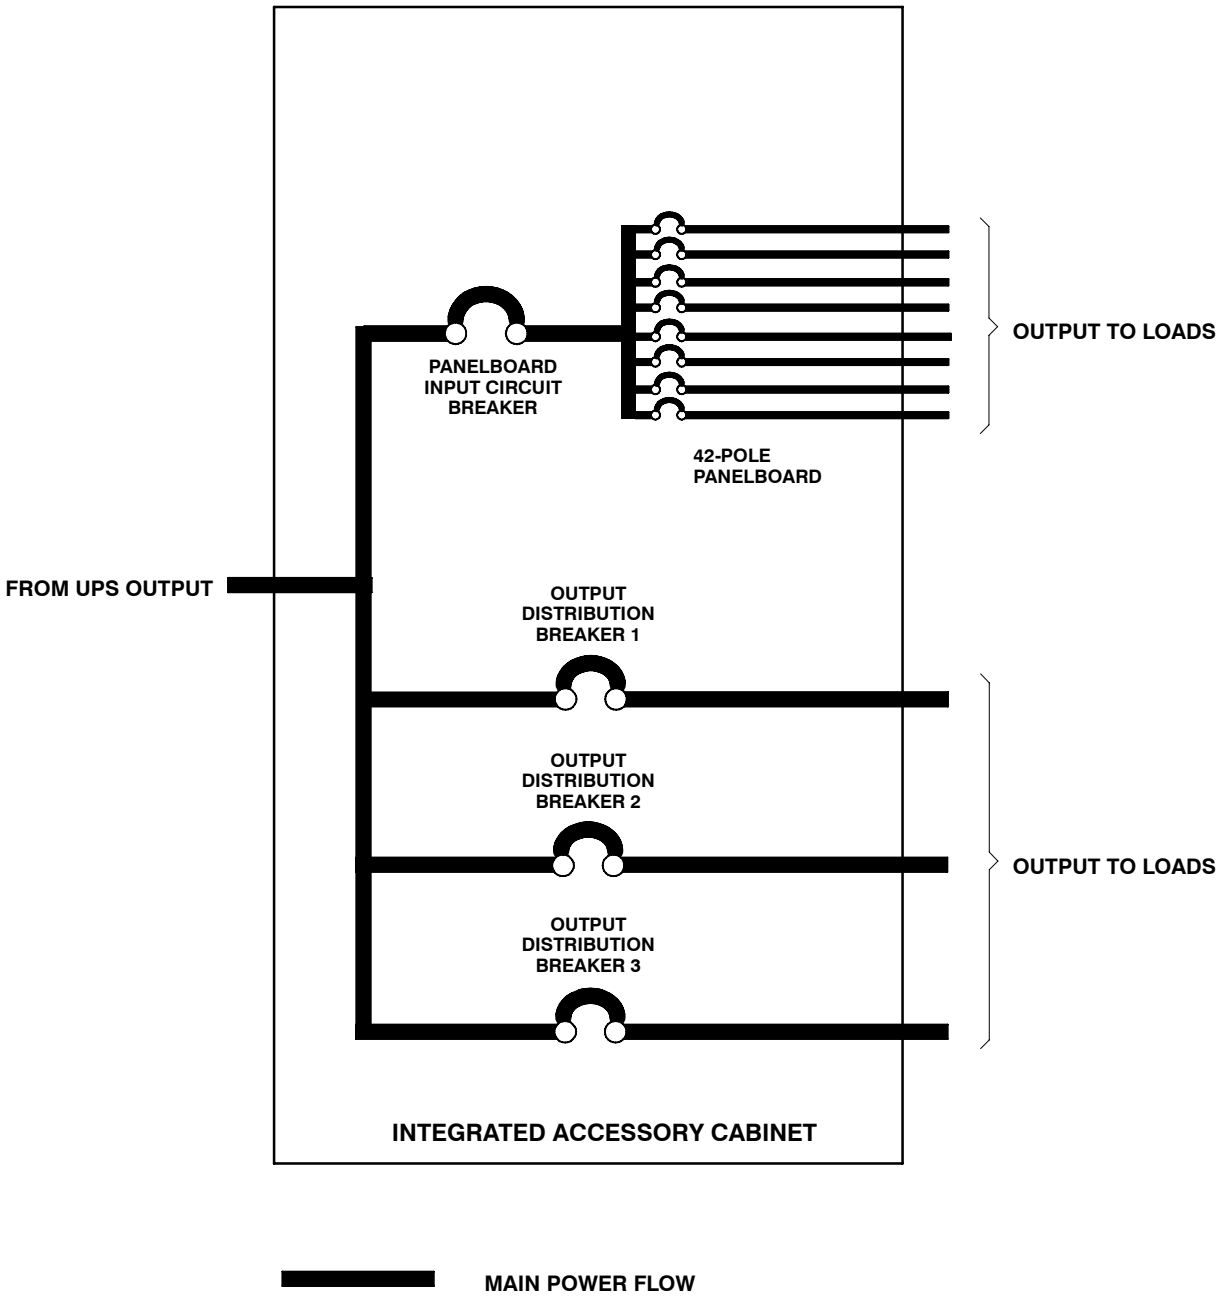 OUTPUT TO LOADS
PANELBOARD
INPUT CIRCUIT
BREAKER
42-POLE
PANELBOARD
FROM UPS OUTPUT
OUTPUT
DISTRIBUTION
BREAKER 1
OUTPUT
DISTRIBUTION
BREAKER 2
OUTPUT TO LOADS
OUTPUT
DISTRIBUTION
BREAKER 3
INTEGRATED ACCESSORY CABINET
MAIN POWER FLOW